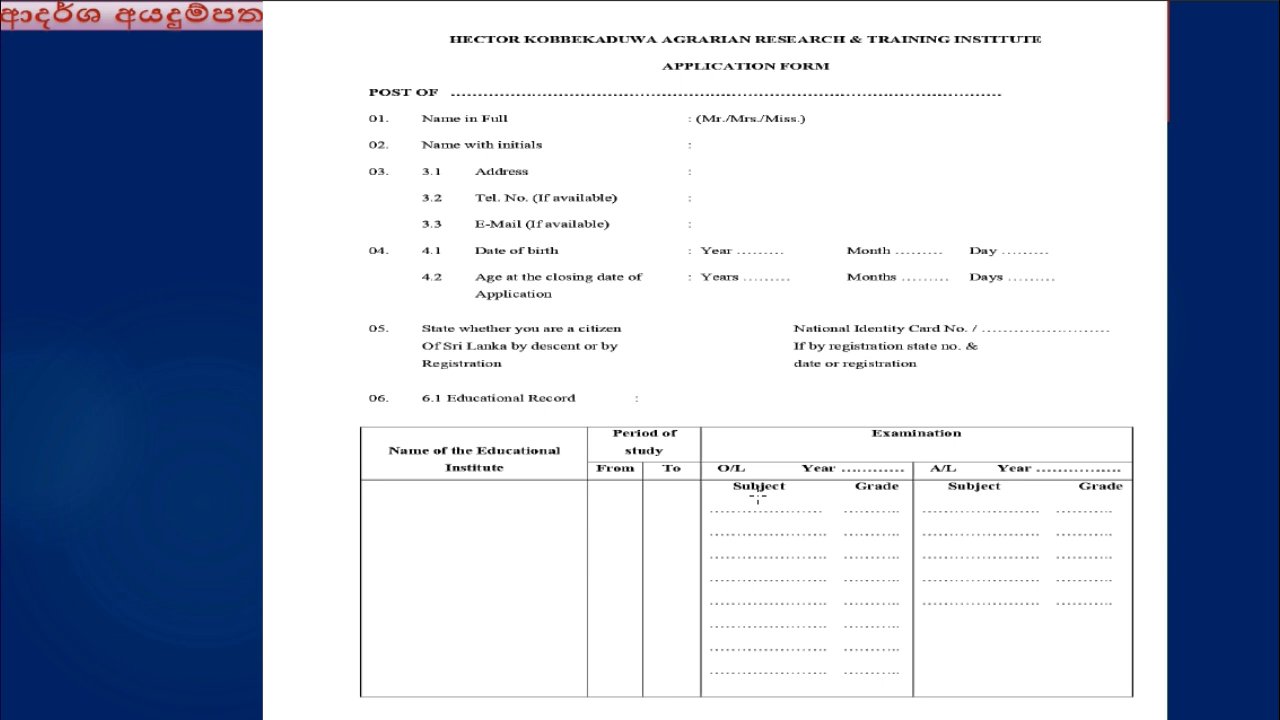 ආදර්ශ අයදුම්පත
HECTOR KOBBEKADUWA AGRARIAN RESEARCH & TRAINING INSTITUTE
APPLICATION FORM
POST OF ........................................................................................................
01. Name in Full : (Mr./Mrs./Miss.)
02. Name with initials :
03. 3.1 Address :
3.2 Tel. No. (If available) :
3.3 E-Mail (If available) :
04. 4.1 Date of birth : Year ......... Month ......... Day .........
4.2 Age at the closing date of : Years ......... Months ......... Days .........
Application
05. State whether you are a citizen National Identity Card No. / ........................
Of Sri Lanka by descent or by If by registration state no. &
Registration date or registration
06. 6.1 Educational Record :
Period of Examination
Name of the Educational study
Institute From To O/L Year ............ A/L Year ................
Subject Grade Subject Grade
...................... ........... ...................... ...........
...................... ........... ...................... ...........
...................... ........... ...................... ...........
...................... ........... ...................... ...........
...................... ........... ...................... ...........
...................... ...........
...................... ...........
...................... ...........